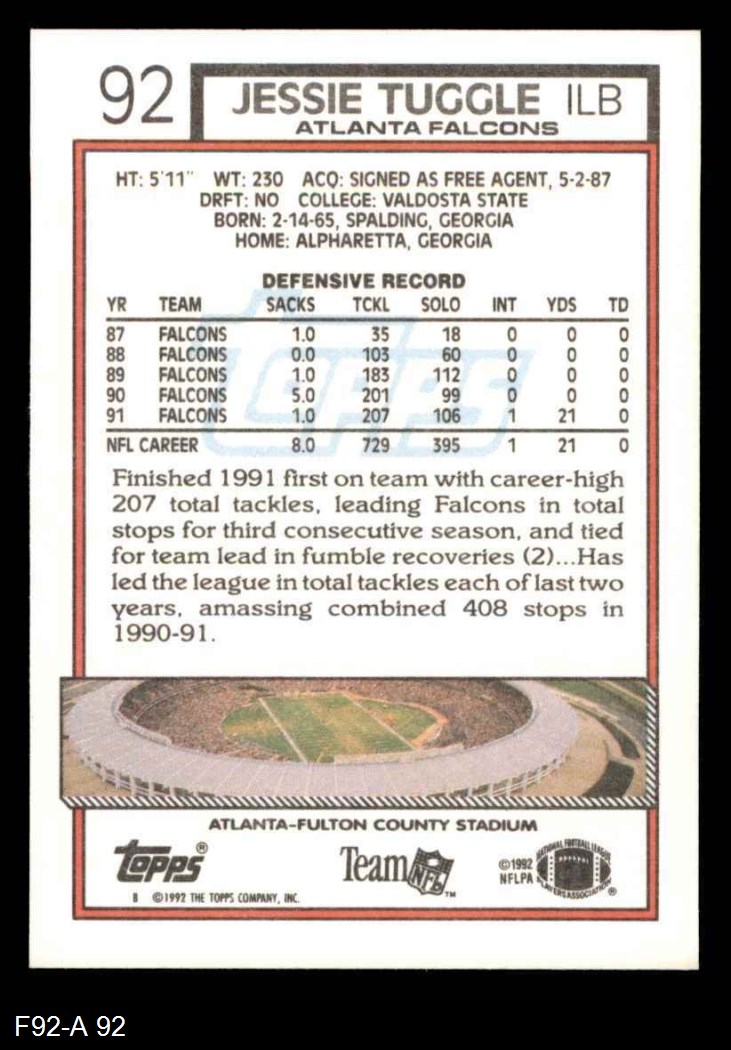 92 JESSIE TUGGLE ILB
ATLANTA FALCONS
HT: 5'11" WT: 230 ACQ: SIGNED AS FREE AGENT, 5-2-87
DRFT: NO COLLEGE: VALDOSTA STATE
BORN: 2-14-65, SPALDING, GEORGIA
HOME: ALPHARETTA, GEORGIA
DEFENSIVE RECORD
YR TEAM SACKS TCKL SOLO INT YDS TD
87 FALCONS 1.0 35 18 0 0 0
88 FALCONS 0.0 103 60 0 0 0
89 FALCONS 1.0 183 112 0 0 0
90 FALCONS 5.0 201 99 0 0 0
91 FALCONS 1.0 207 106 1 21 0
NFL CAREER 8.0 729 395 1 21 0
Topps
Finished 1991 first on team with career-high
207 total tackles, leading Falcons in total
stops for third consecutive season, and tied
for team lead in fumble recoveries (2)...Has
led the league in total tackles each of last two
years, amassing combined 408 stops in
1990-91.
ATLANTA-FULTON COUNTY STADIUM
Topps® Team NFL™ ©1992 NFLPA NATIONAL FOOTBALL LEAGUE PLAYERS ASSOCIATION ®
B ©1992 THE TOPPS COMPANY, INC.
F92-A 92